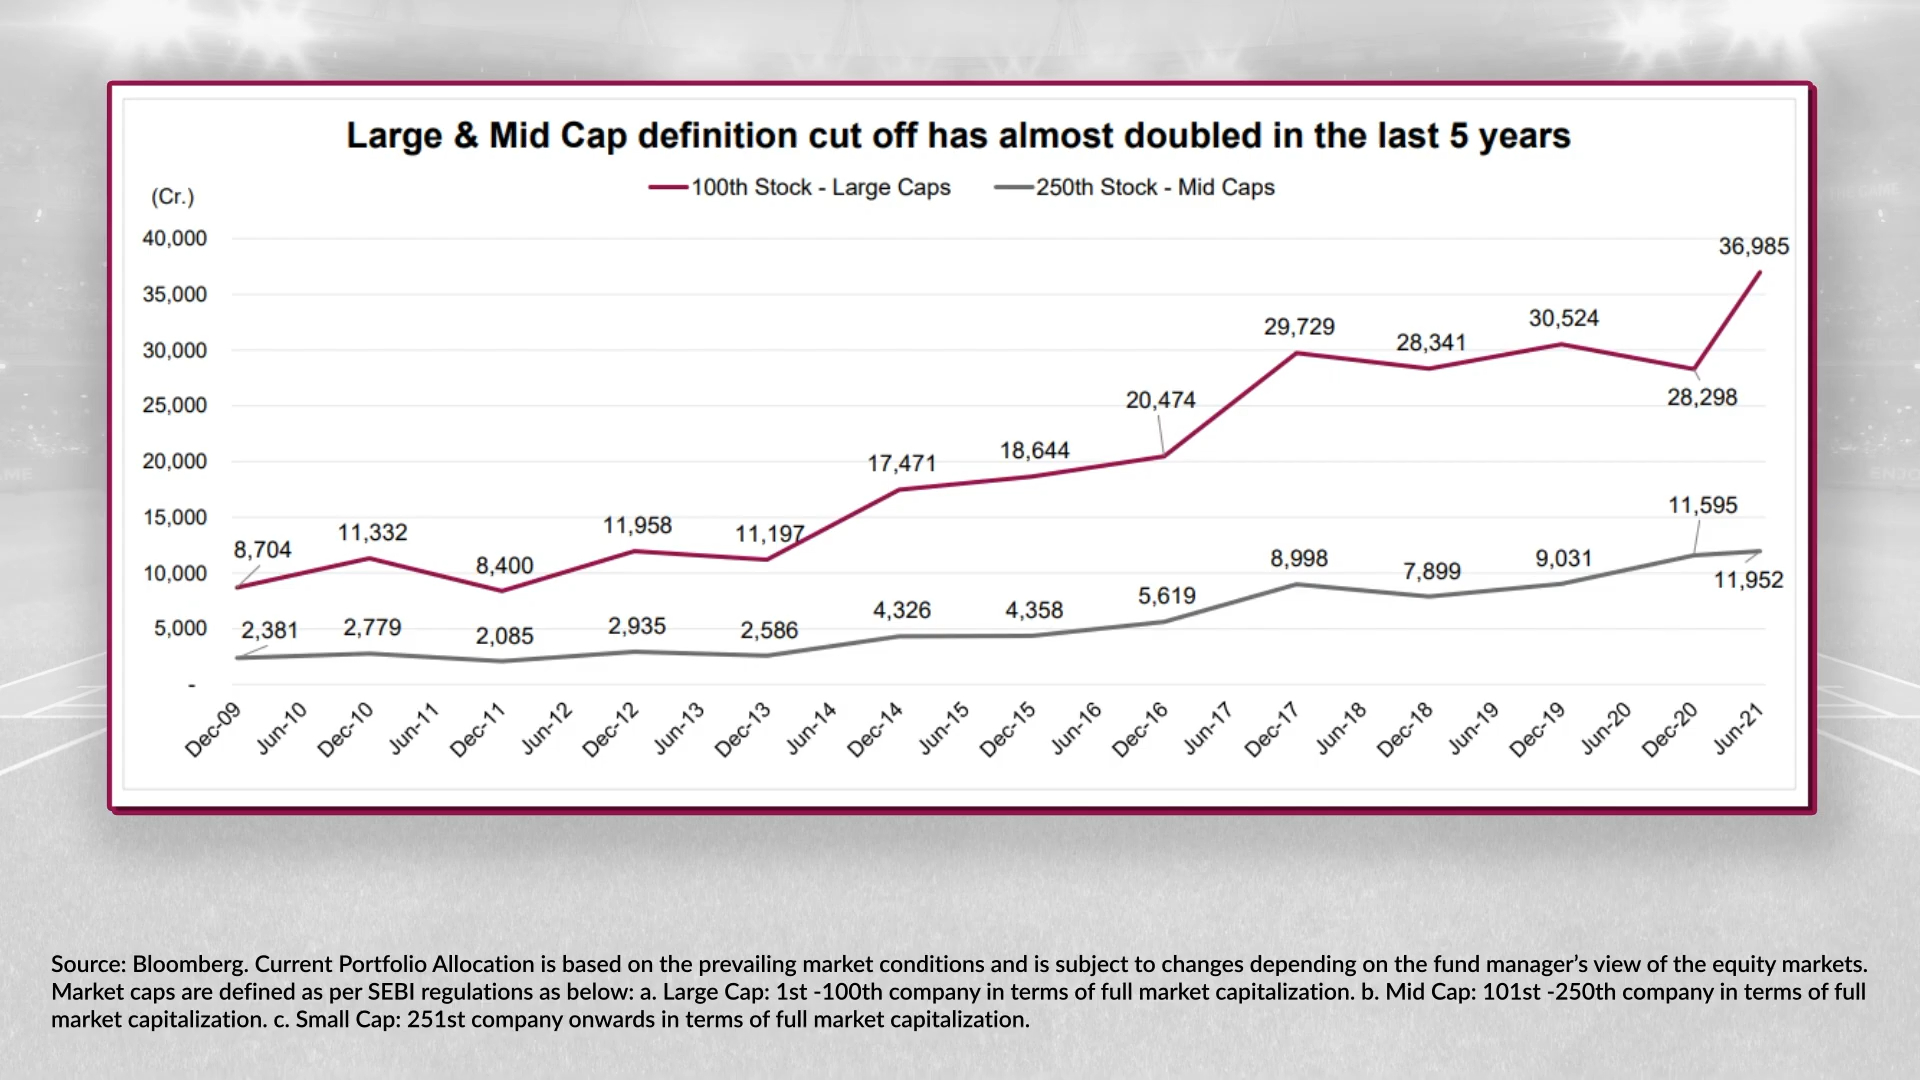 Large & Mid Cap definition cut off has almost doubled in the last 5 years
(Cr.)
100th Stock - Large Caps
250th Stock - Mid Caps
40,000
35,000
30,000
25,000
20,000
15,000
10,000
5,000
-
8,704
11,332
8,400
11,958
11,197
17,471
18,644
20,474
29,729
28,341
30,524
28,298
36,985
2,381
2,779
2,085
2,935
2,586
4,326
4,358
5,619
8,998
7,899
9,031
11,595
11,952
Dec-09
Jun-10
Dec-10
Jun-11
Dec-11
Jun-12
Dec-12
Jun-13
Dec-13
Jun-14
Dec-14
Jun-15
Dec-15
Jun-16
Dec-16
Jun-17
Dec-17
Jun-18
Dec-18
Jun-19
Dec-19
Jun-20
Dec-20
Jun-21
Source: Bloomberg. Current Portfolio Allocation is based on the prevailing market conditions and is subject to changes depending on the fund manager’s view of the equity markets.
Market caps are defined as per SEBI regulations as below: a. Large Cap: 1st -100th company in terms of full market capitalization. b. Mid Cap: 101st -250th company in terms of full
market capitalization. c. Small Cap: 251st company onwards in terms of full market capitalization.